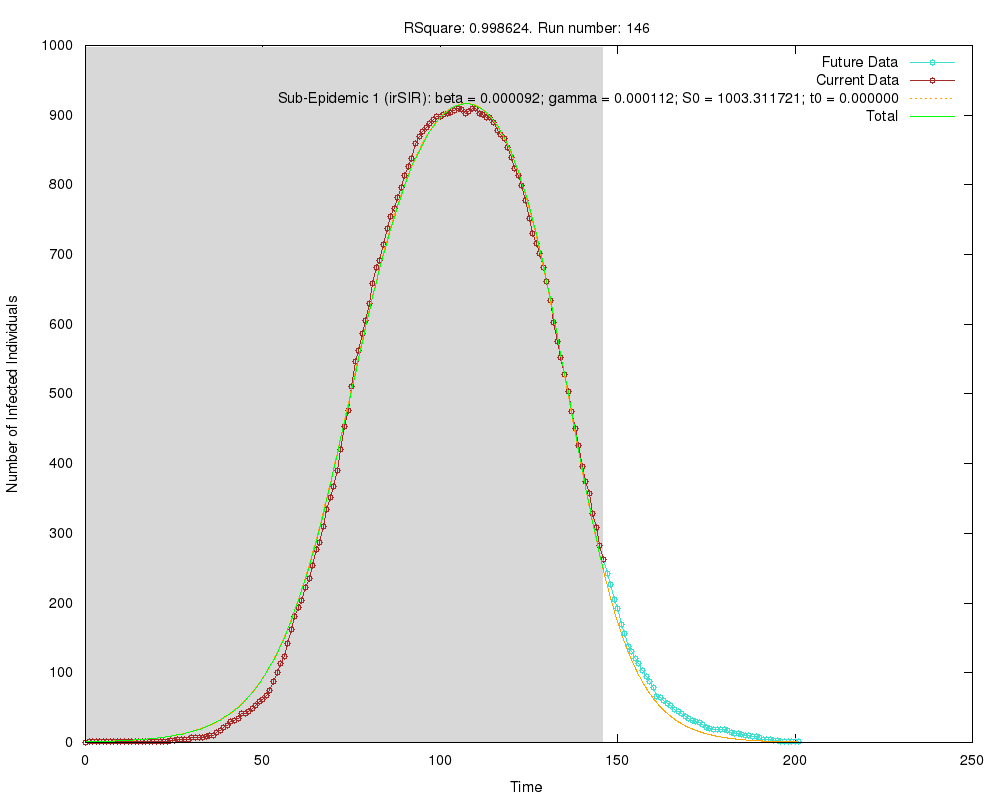 RSquare: 0.998624. Run number: 146
Future Data
Current Data
Sub-Epidemic 1 (irSIR): beta = 0.000092; gamma = 0.000112; S0 = 1003.311721; t0 = 0.000000
Total
Number of Infected Individuals
1000
900
800
700
600
500
400
300
200
100
0
0 50 100 150 200 250
Time